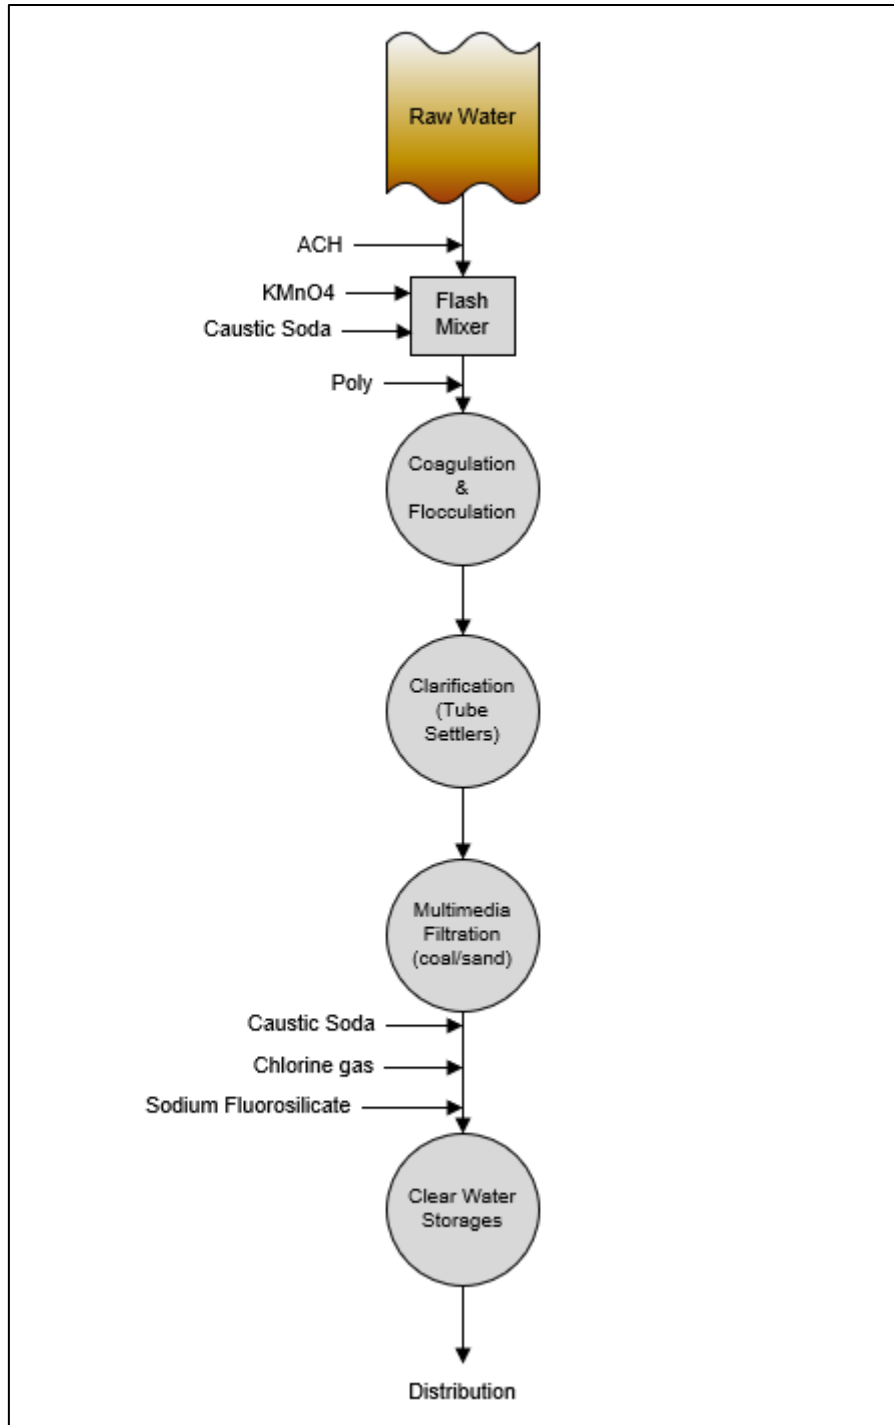 Raw Water
ACH
KMnO4
Flash
Mixer
Caustic Soda
Poly
Coagulation
&
Flocculation
Clarification
(Tube
Settlers)
Multimedia
Filtration
(coal/sand)
Caustic Soda
Chlorine gas
Sodium Fluorosilicate
Clear Water
Storages
Distribution